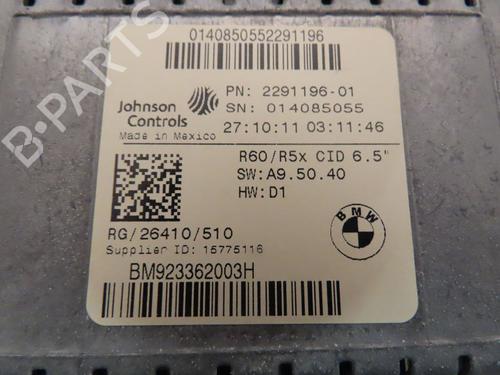 0140850552291196
Johnson Controls
PN: 2291196-01
SN: 014085055
Made in Mexico
27:10:11 03:11:46
R60/R5x CID 6.5"
SW:A9.50.40
HW:D1
BMW
RG/26410/510
Supplier ID: 15775116
BM923362003H
B-PARTS